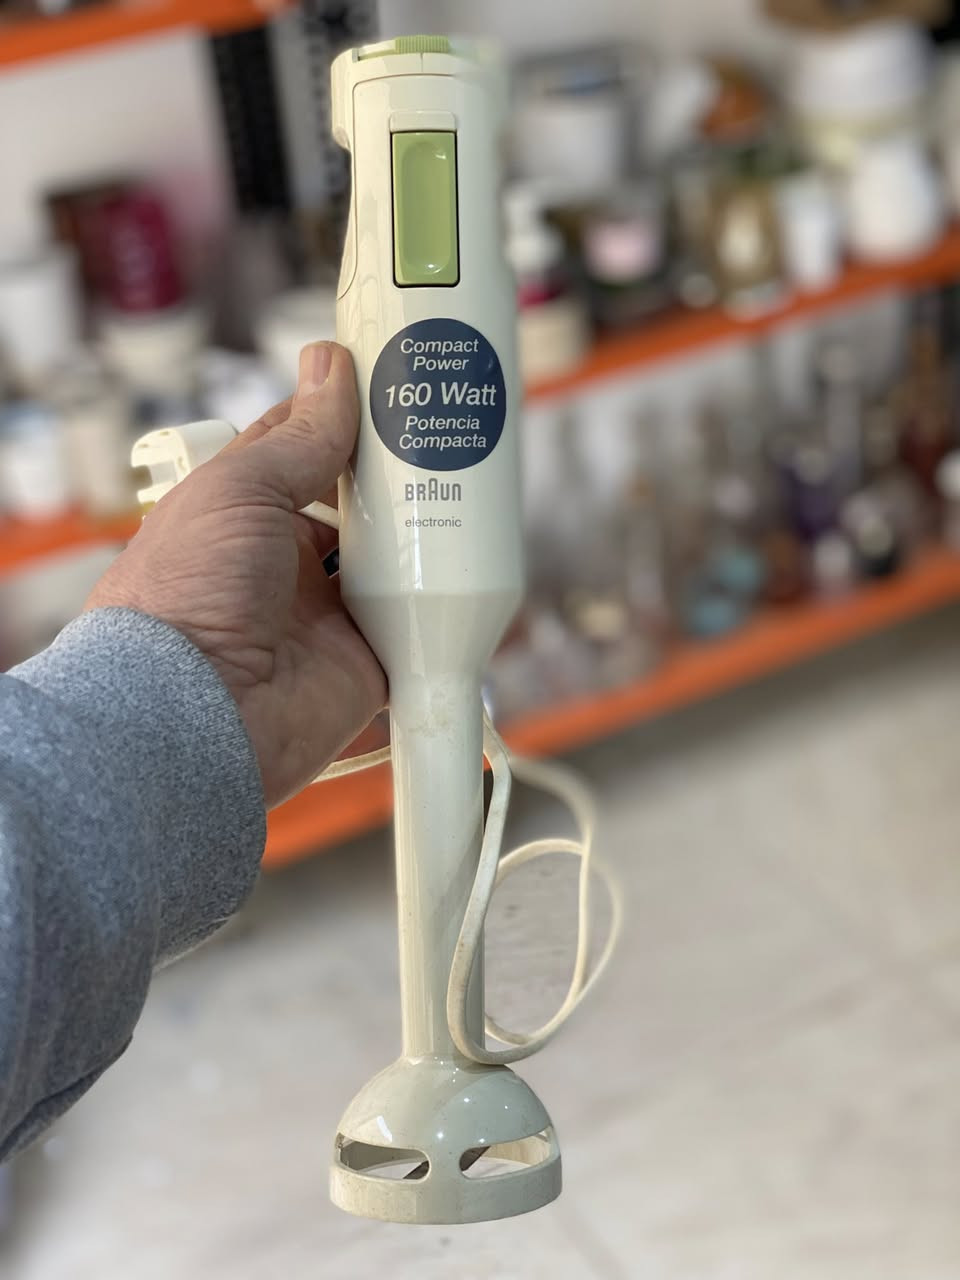 Compact
Power
160 Watt
Potencia
Compacta
BRAUN
electronic